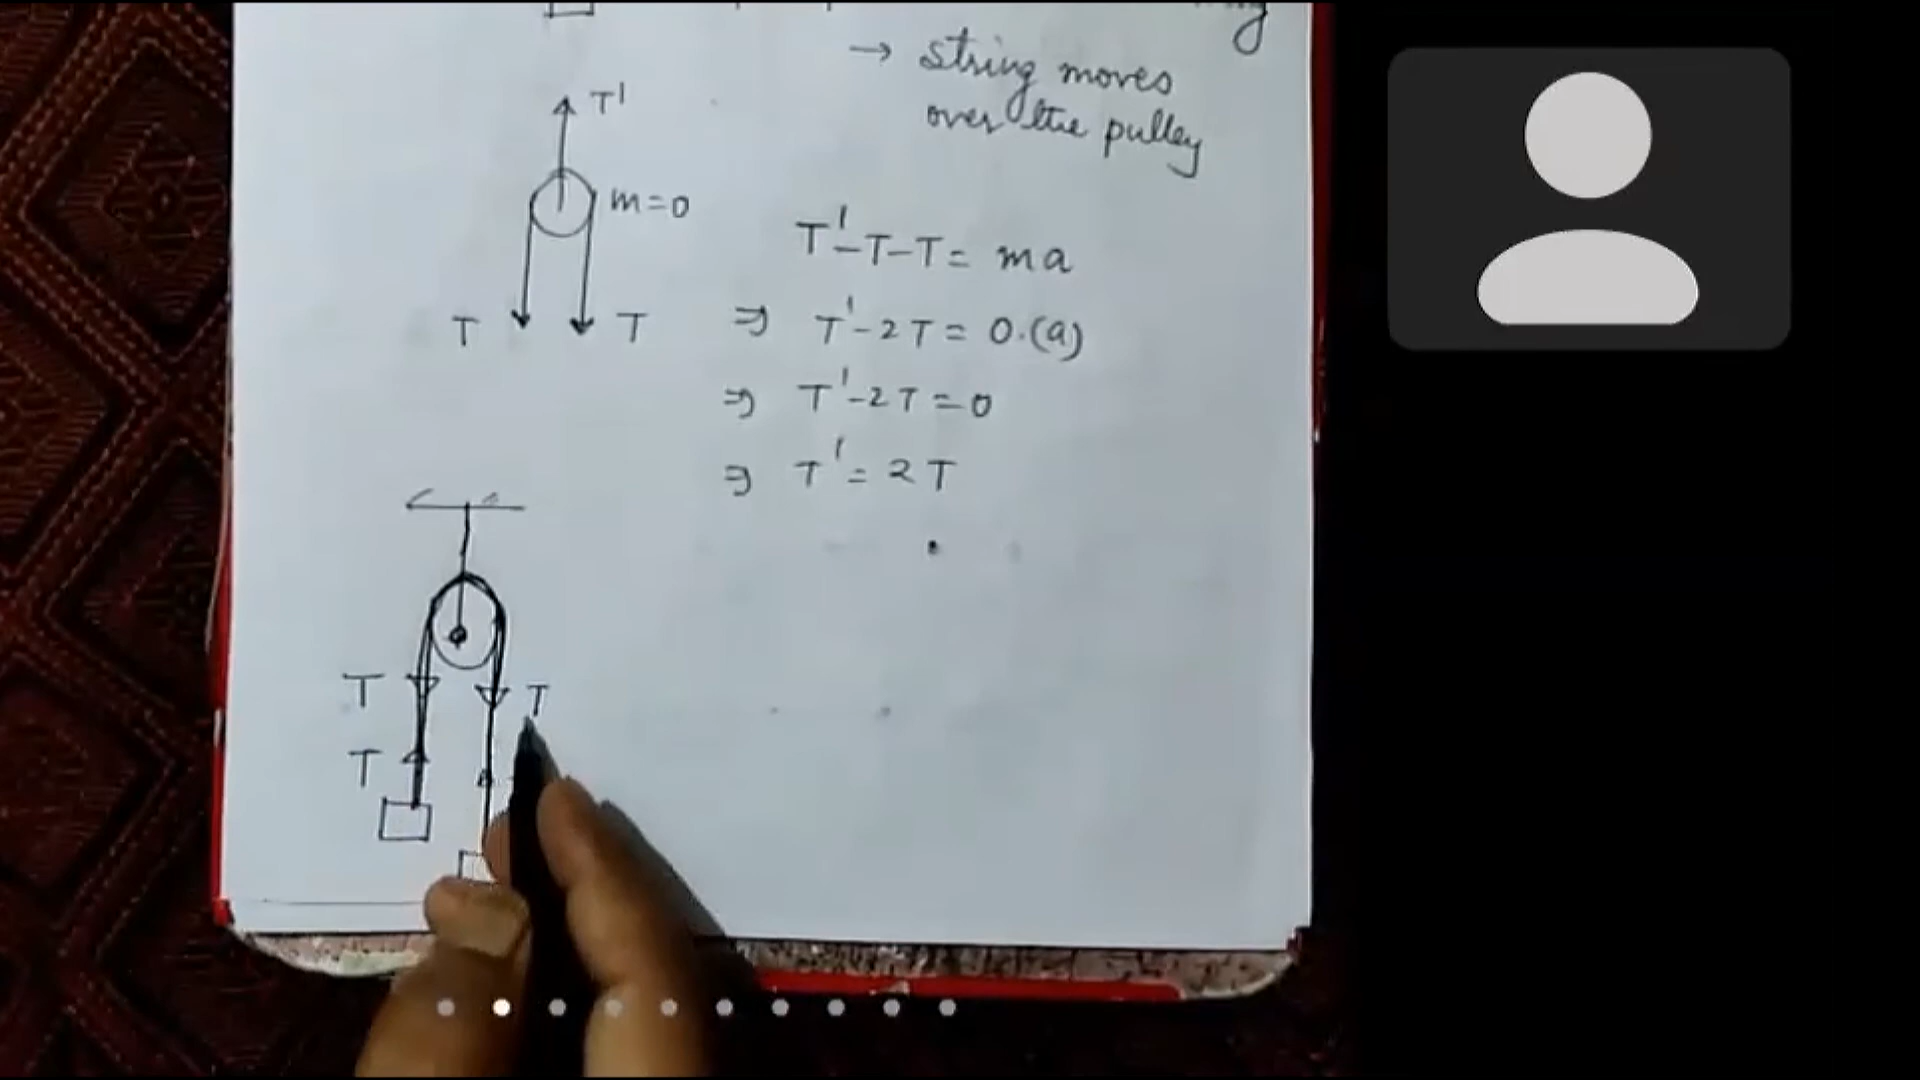 → string moves
over the pulley
T'
m=0
T'-T-T= ma
T T
⇒ T'-2T= 0.(a)
⇒ T'-2T=0
⇒ T'= 2T
T T
T